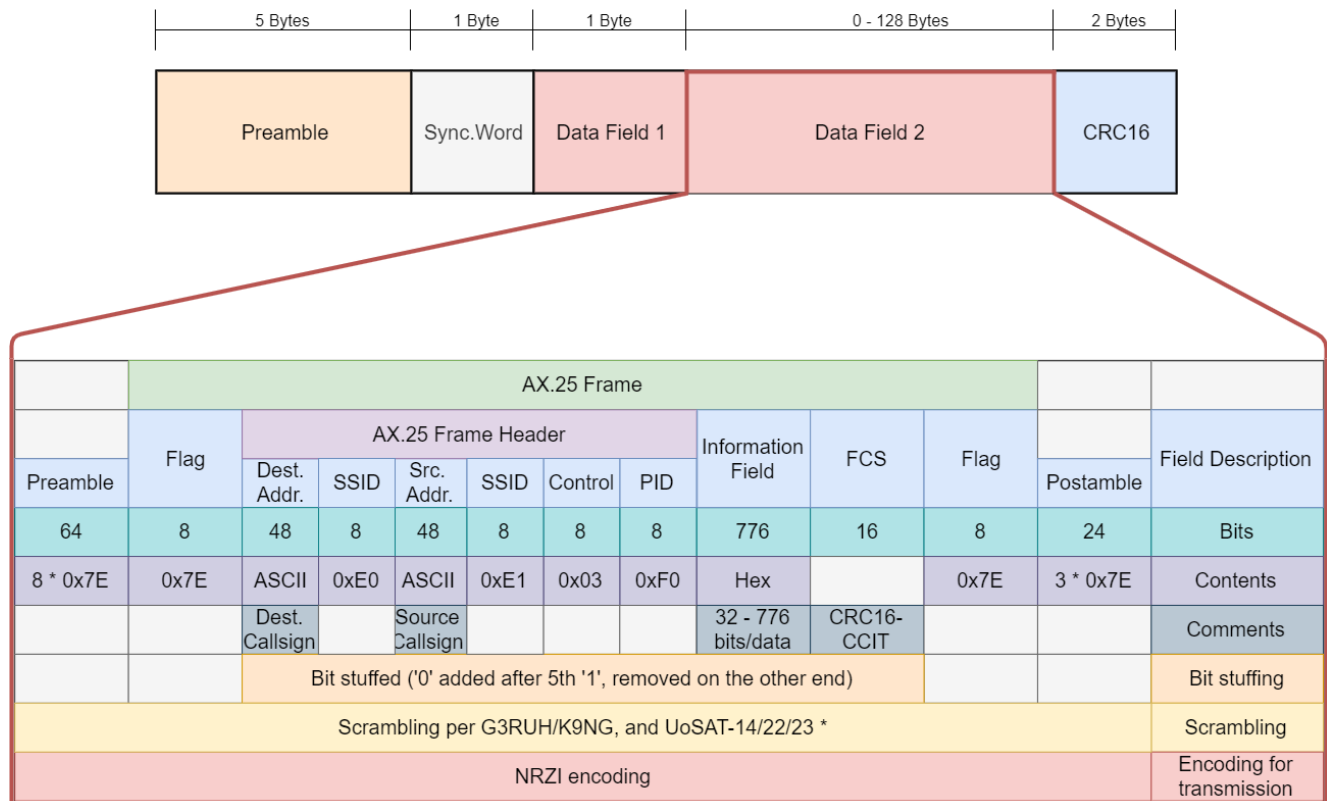 5 Bytes
1 Byte
1 Byte
0 - 128 Bytes
2 Bytes
Preamble
Sync.Word
Data Field 1
Data Field 2
CRC16
AX.25 Frame
AX.25 Frame Header
Preamble
Flag
Dest.
Addr.
SSID
Src.
Addr.
SSID
Control
PID
Information
Field
FCS
Flag
Postamble
Field Description
64
8
48
8
48
8
8
8
776
16
8
24
Bits
8 * 0x7E
0x7E
ASCII
0xE0
ASCII
0xE1
0x03
0xF0
Hex
0x7E
3 * 0x7E
Contents
Dest.
Callsign
Source
Callsign
32 - 776
bits/data
CRC16-
CCIT
Comments
Bit stuffed ('0' added after 5th '1', removed on the other end)
Bit stuffing
Scrambling per G3RUH/K9NG, and UoSAT-14/22/23 *
Scrambling
NRZI encoding
Encoding for
transmission